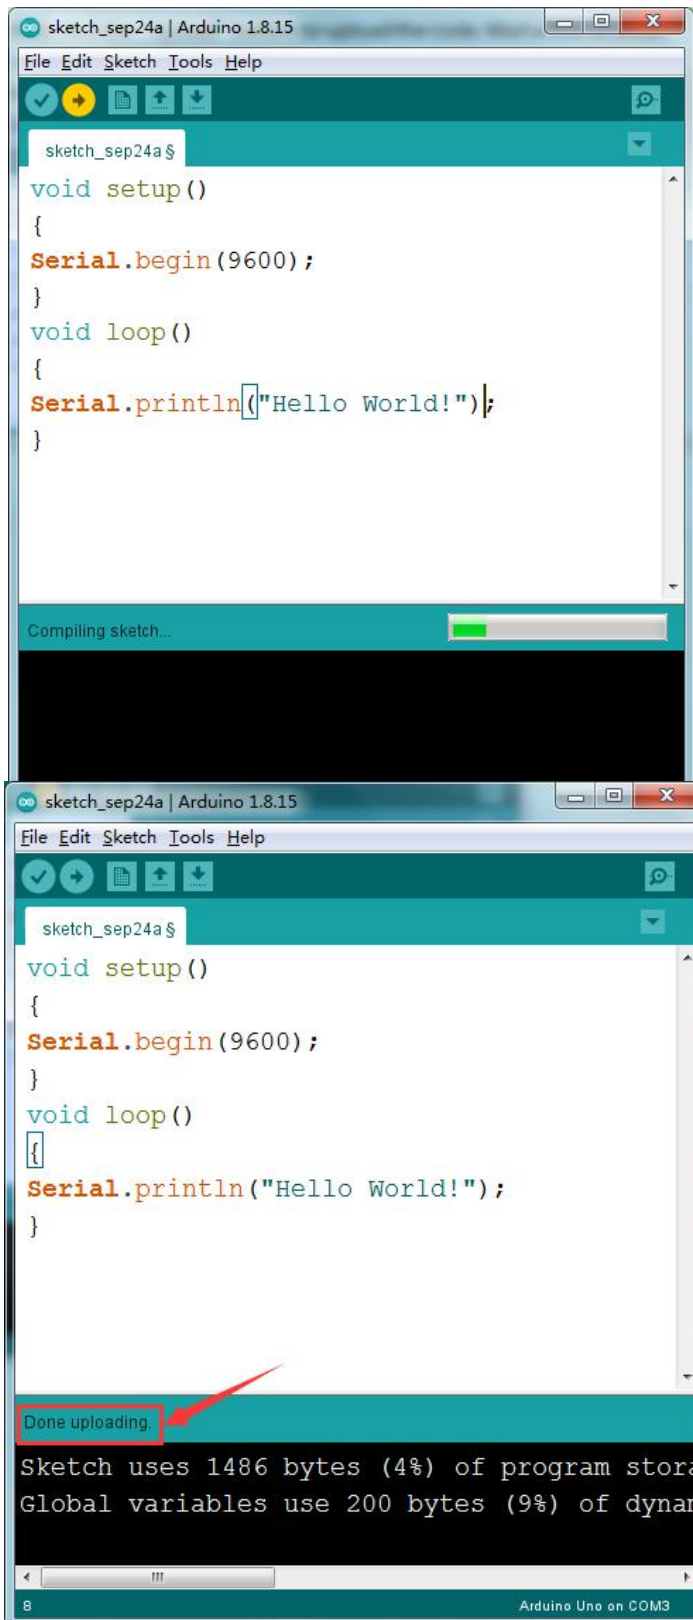 sketch_sep24a | Arduino 1.8.15
File Edit Sketch Tools Help
sketch_sep24a §
void setup()
{
Serial.begin(9600);
}
void loop()
{
Serial.println("Hello World!");
}
Compiling sketch...
sketch_sep24a | Arduino 1.8.15
File Edit Sketch Tools Help
sketch_sep24a §
void setup()
{
Serial.begin(9600);
}
void loop()
{
Serial.println("Hello World!");
}
Done uploading.
Sketch uses 1486 bytes (4%) of program stora
Global variables use 200 bytes (9%) of dynam
8 Arduino Uno on COM3